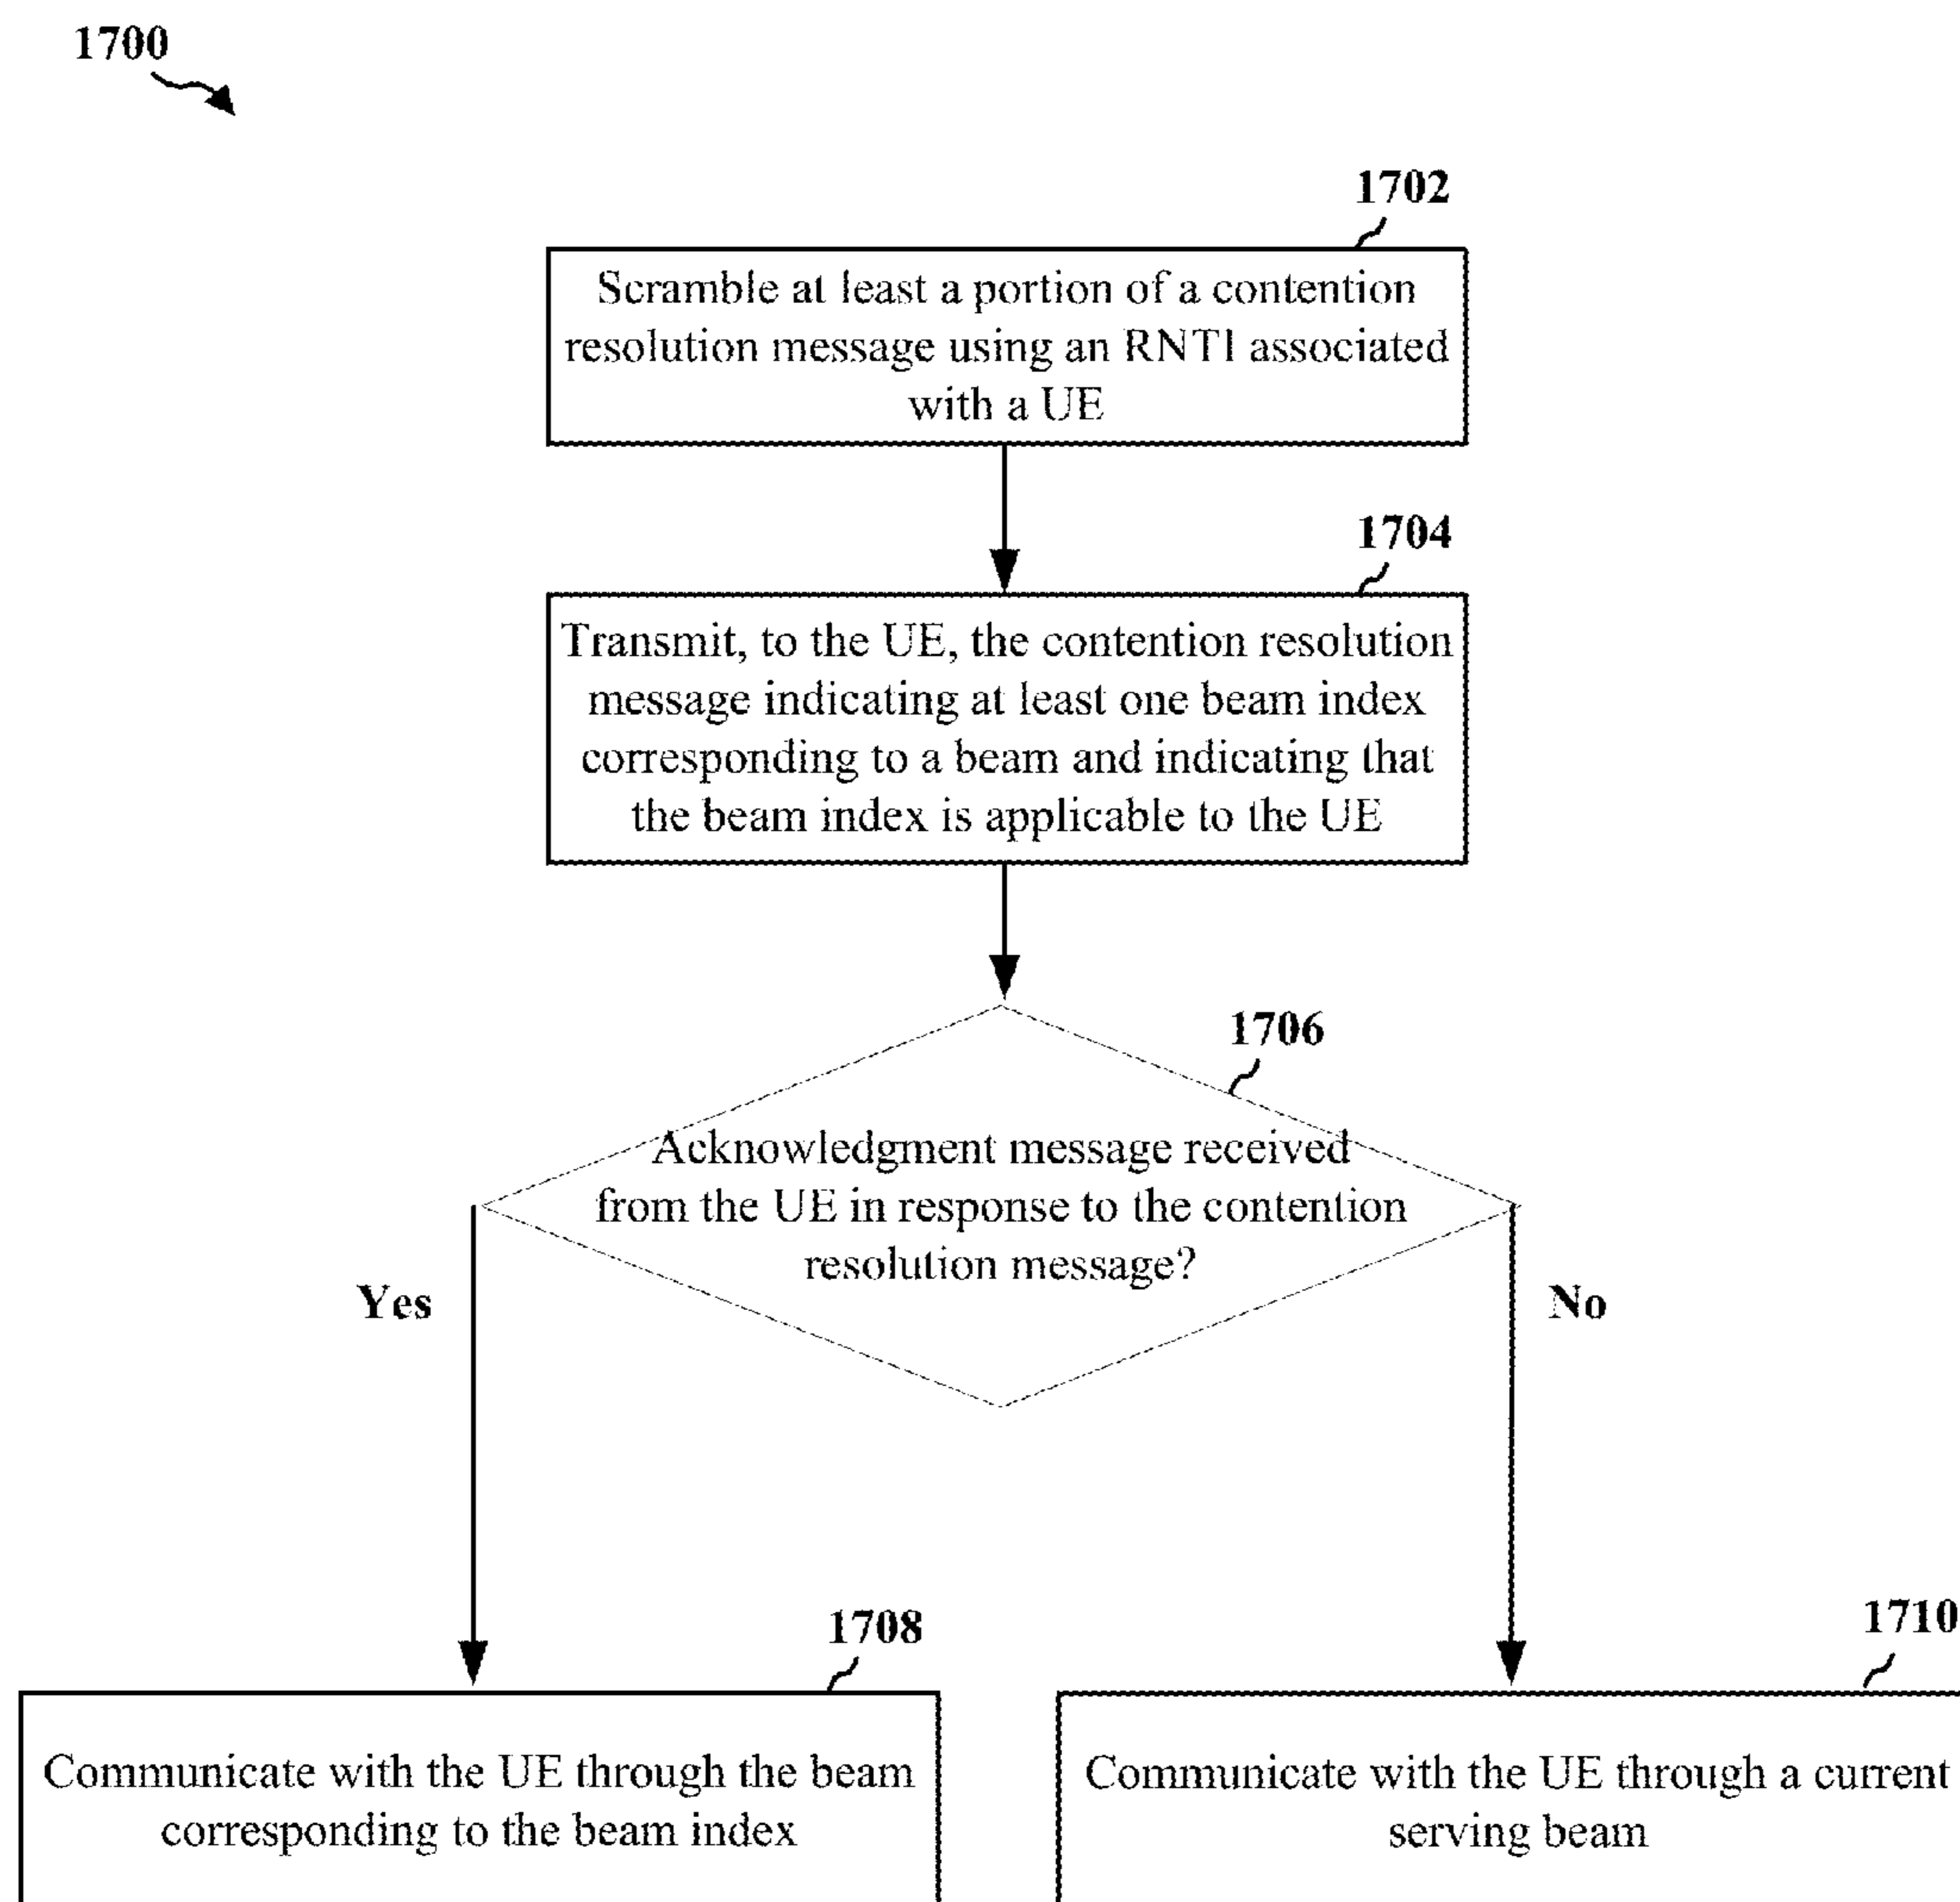 1700
1702
Scramble at least a portion of a contention
resolution message using an RNTI associated
with a UE
1704
Transmit, to the UE, the contention resolution
message indicating at least one beam index
corresponding to a beam and indicating that
the beam index is applicable to the UE
1706
Acknowledgment message received
from the UE in response to the contention
resolution message?
Yes
No
1708
Communicate with the UE through the beam
corresponding to the beam index
1710
Communicate with the UE through a current
serving beam